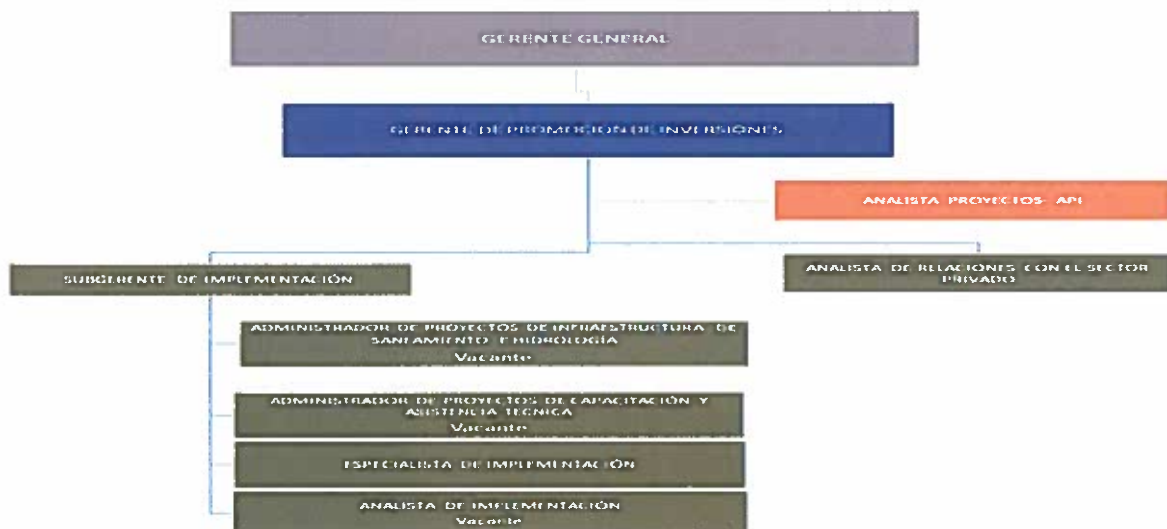 GERENTE GENERAL
GERENTE DE PROMOCION DE INVERSIONES
ANALISTA PROYECTOS- API
SUBGERENTE DE IMPLEMENTACIÓN
ANALISTA DE RELACIONES CON EL SECTOR
PRIVADO
ADMINISTRADOR DE PROYECTOS DE INFRAESTRUCTURA DE
SANEAMIENTO E HIDROLOGÍA
Vacante
ADMINISTRADOR DE PROYECTOS DE CAPACITACIÓN Y
ASISTENCIA TECNICA
Vacante
ESPECIALISTA DE IMPLEMENTACIÓN
ANALISTA DE IMPLEMENTACIÓN
Vacante